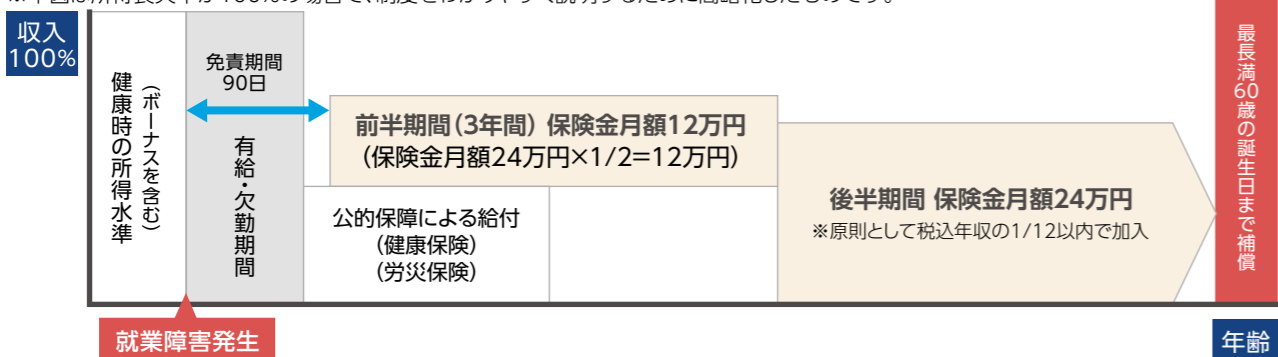 収入
100%
健康時の所得水準
（ボーナスを含む）
免責期間
90日
有給・欠勤期間
前半期間（3年間） 保険金月額12万円
（保険金月額24万円×1/2＝12万円）
公的保障による給付
（健康保険）
（労災保険）
後半期間 保険金月額24万円
※原則として税込年収の1/12以内で加入
最長満60歳の誕生日まで補償
就業障害発生
年齢